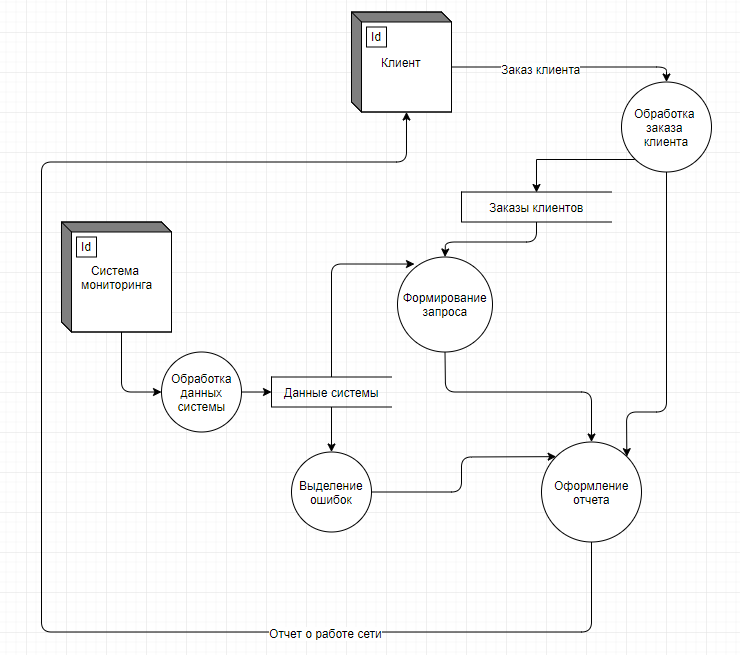 Id
Клиент
Заказ клиента
Обработка
заказа
клиента
Заказы клиентов
Id
Система
мониторинга
Формирование
запроса
Обработка
данных
системы
Данные системы
Выделение
ошибок
Оформление
отчета
Отчет о работе сети